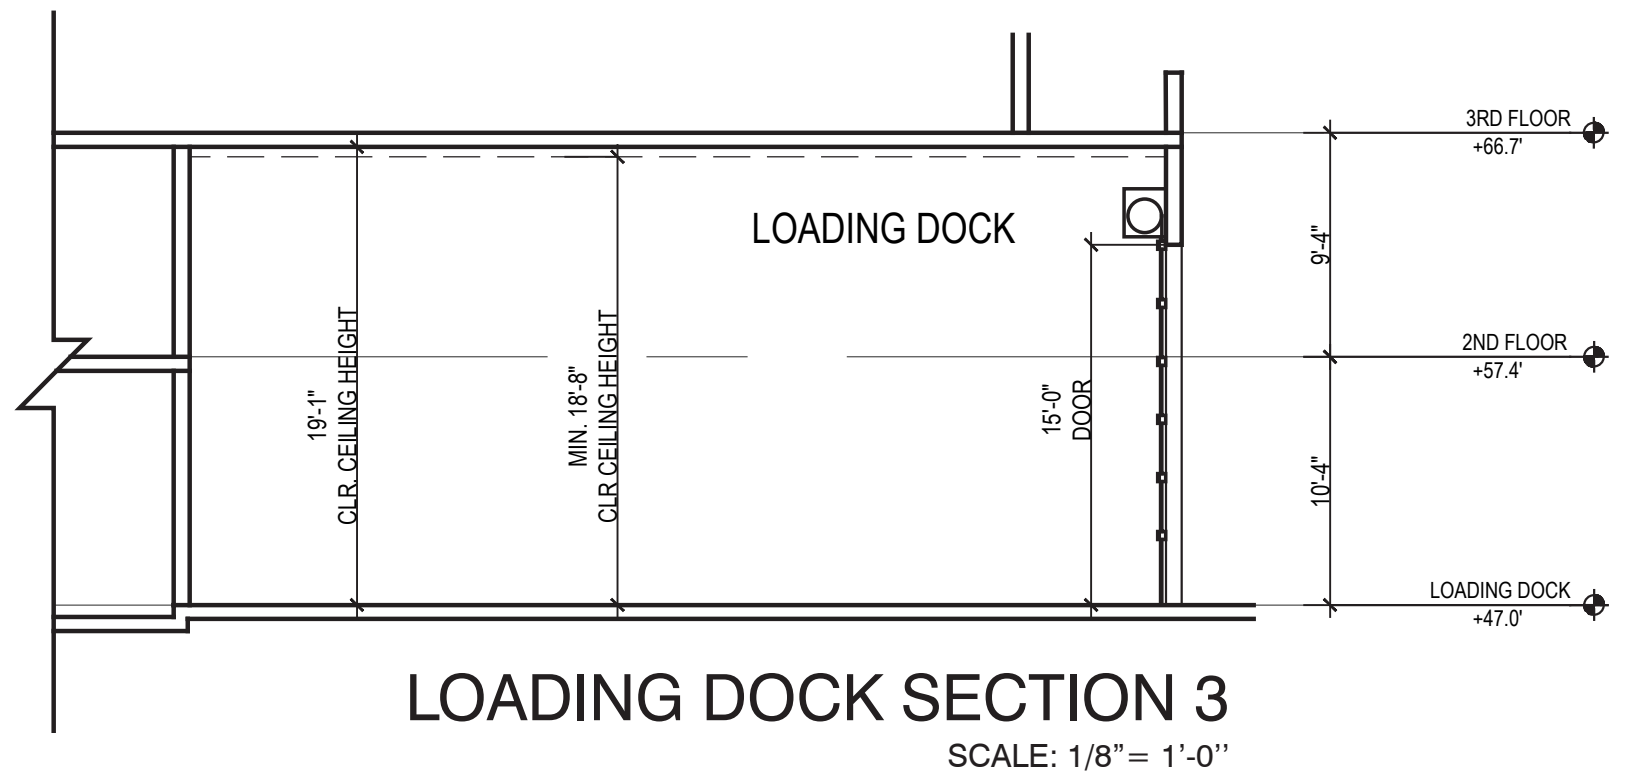 3RD FLOOR
+66.7'
LOADING DOCK
9'-4"
2ND FLOOR
+57.4'
19'-1"
CLR. CEILING HEIGHT
MIN. 18'-8"
CLR CEILING HEIGHT
15'-0"
DOOR
10'-4"
LOADING DOCK
+47.0'
LOADING DOCK SECTION 3
SCALE: 1/8”= 1’-0’’